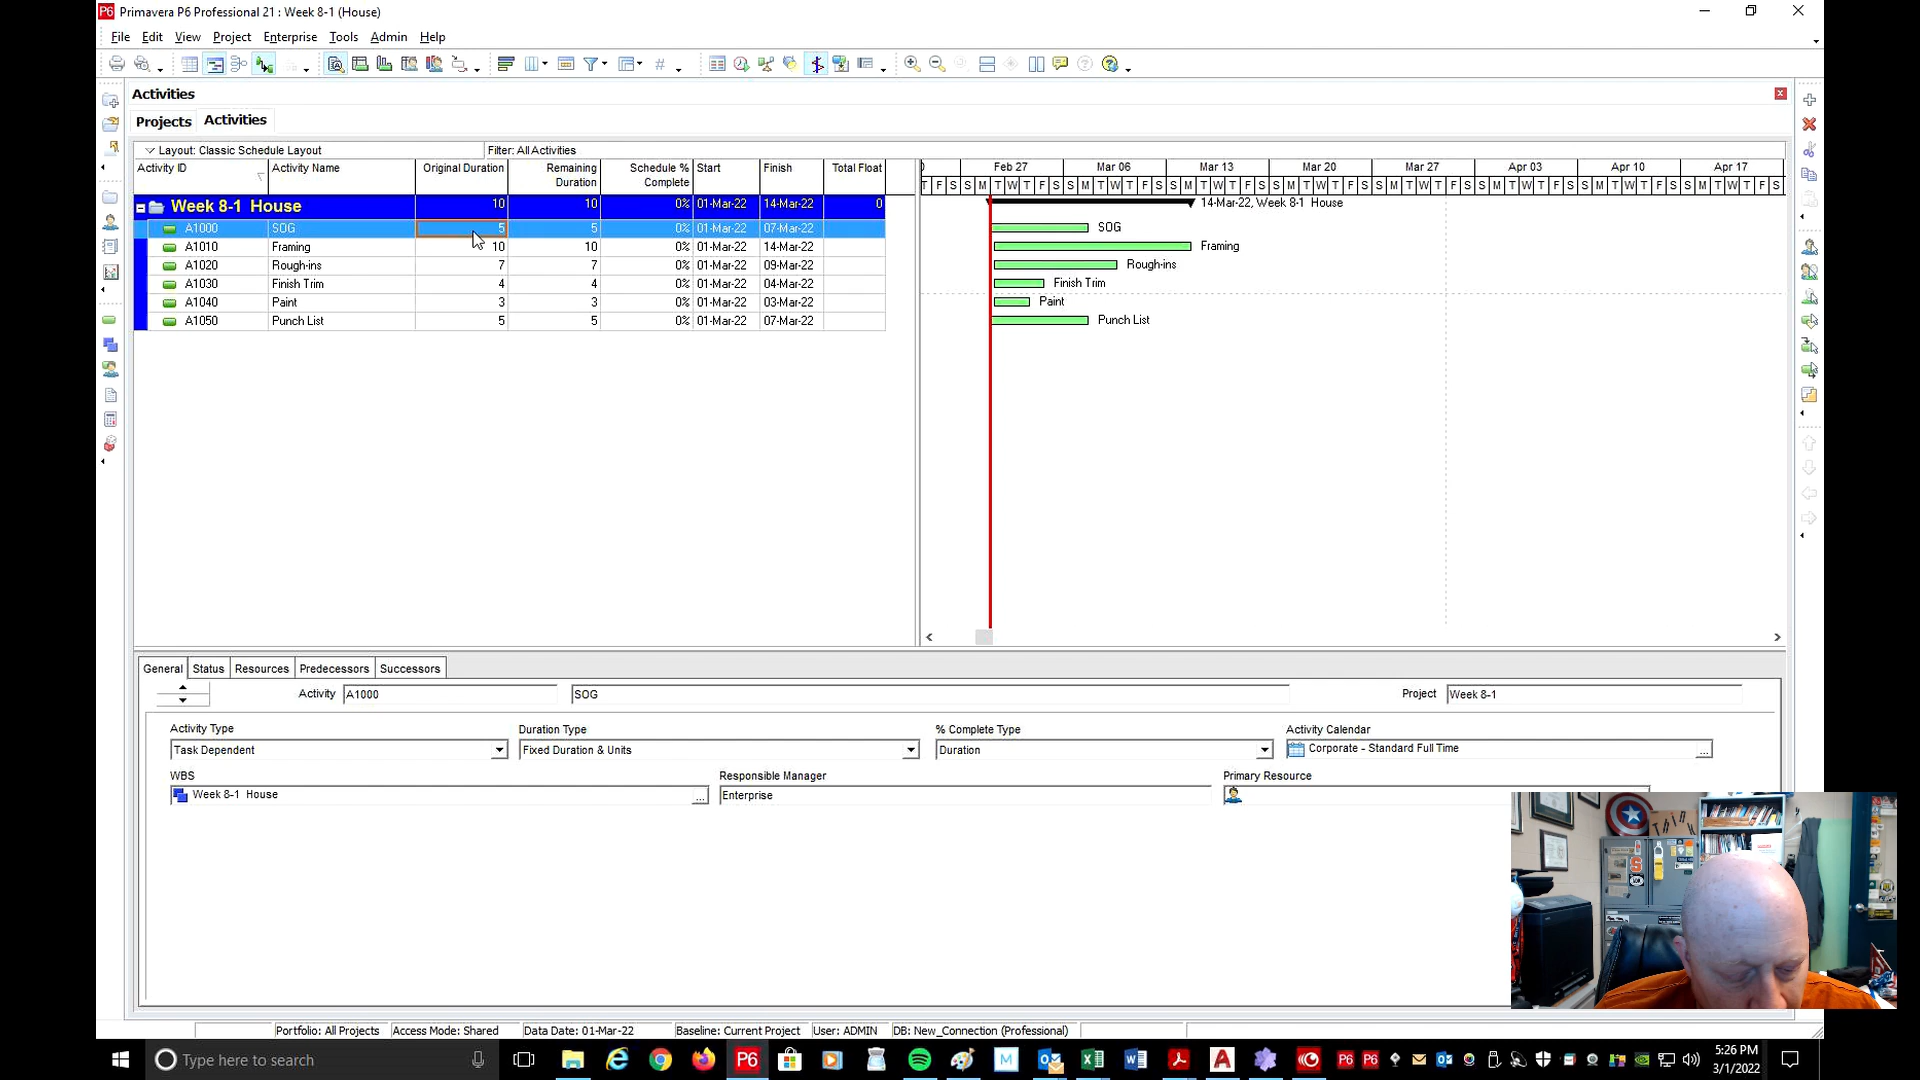 P6 Primavera P6 Professional 21 : Week 8-1 (House)
File Edit View Project Enterprise Tools Admin Help
Activities
Projects Activities
Layout: Classic Schedule Layout Filter: All Activities
Activity ID Activity Name Original Duration Remaining Duration Schedule % Complete Start Finish Total Float
Feb 27 Mar 06 Mar 13 Mar 20 Mar 27 Apr 03 Apr 10 Apr 17
T F S S M T W T F S S M T W T F S S M T W T F S S M T W T F S S M T W T F S S M T W T F S S M T W T F S S M T W T F S S M T W T F S
Week 8-1 House 10 10 0% 01-Mar-22 14-Mar-22 0 14-Mar-22, Week 8-1 House
A1000 SOG 5 5 0% 01-Mar-22 07-Mar-22 SOG
A1010 Framing 10 10 0% 01-Mar-22 14-Mar-22 Framing
A1020 Rough-ins 7 7 0% 01-Mar-22 09-Mar-22 Rough-ins
A1030 Finish Trim 4 4 0% 01-Mar-22 04-Mar-22 Finish Trim
A1040 Paint 3 3 0% 01-Mar-22 03-Mar-22 Paint
A1050 Punch List 5 5 0% 01-Mar-22 07-Mar-22 Punch List
General Status Resources Predecessors Successors
Activity A1000 SOG Project Week 8-1
Activity Type Duration Type % Complete Type Activity Calendar
Task Dependent Fixed Duration & Units Duration Corporate - Standard Full Time
WBS Responsible Manager Primary Resource
Week 8-1 House Enterprise
THINK
Portfolio: All Projects Access Mode: Shared Data Date: 01-Mar-22 Baseline: Current Project User: ADMIN DB: New_Connection (Professional)
Type here to search
5:26 PM
3/1/2022